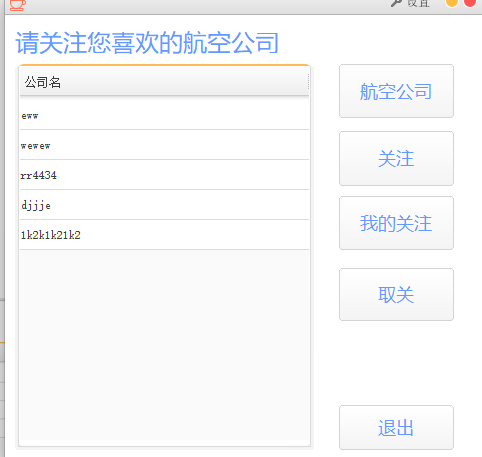 设置
请关注您喜欢的航空公司
公司名
eww
wewew
rr4434
djjje
1k2k1k21k2
航空公司
关注
我的关注
取关
退出